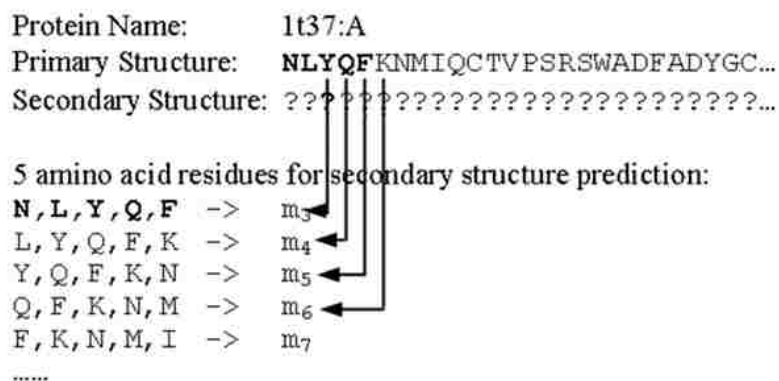 Protein Name: 1t37:A
Primary Structure: NLYQFKNMIQCTVPSRSWADFADYGC...
Secondary Structure: ??????????????????????????...
5 amino acid residues for secondary structure prediction:
N,L,Y,Q,F -> m₃
L,Y,Q,F,K -> m₄
Y,Q,F,K,N -> m₅
Q,F,K,N,M -> m₆
F,K,N,M,I -> m₇
......